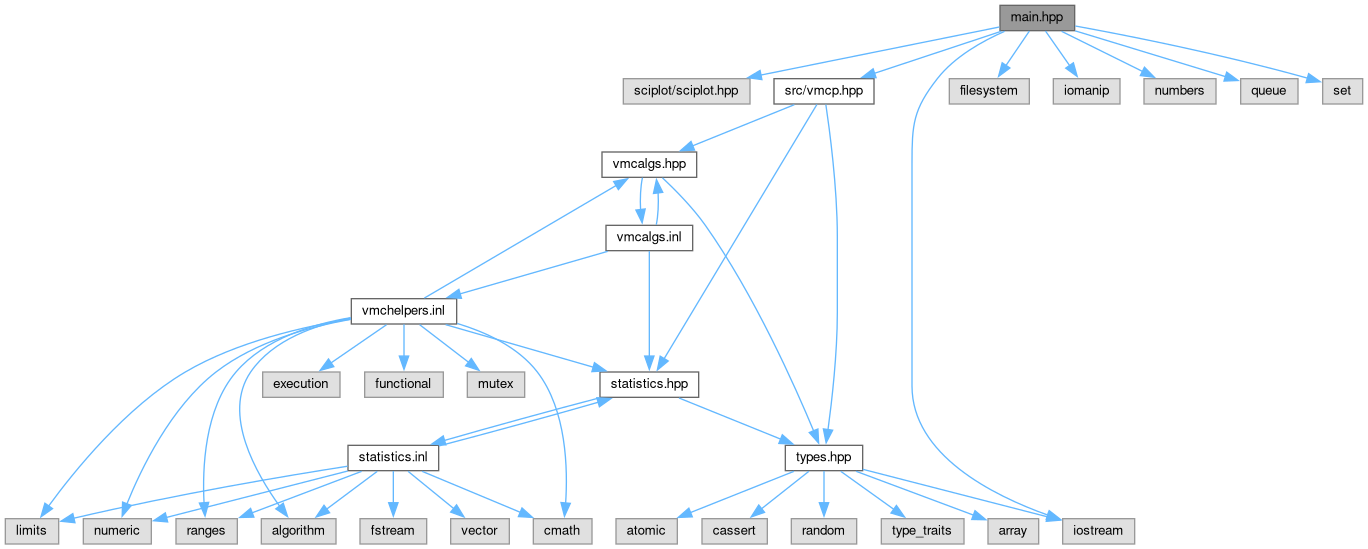 main.hpp
sciplot/sciplot.hpp
src/vmcp.hpp
filesystem
iomanip
numbers
queue
set
vmcalgs.hpp
vmcalgs.inl
vmchelpers.inl
execution
functional
mutex
statistics.hpp
statistics.inl
types.hpp
limits
numeric
ranges
algorithm
fstream
vector
cmath
atomic
cassert
random
type_traits
array
iostream